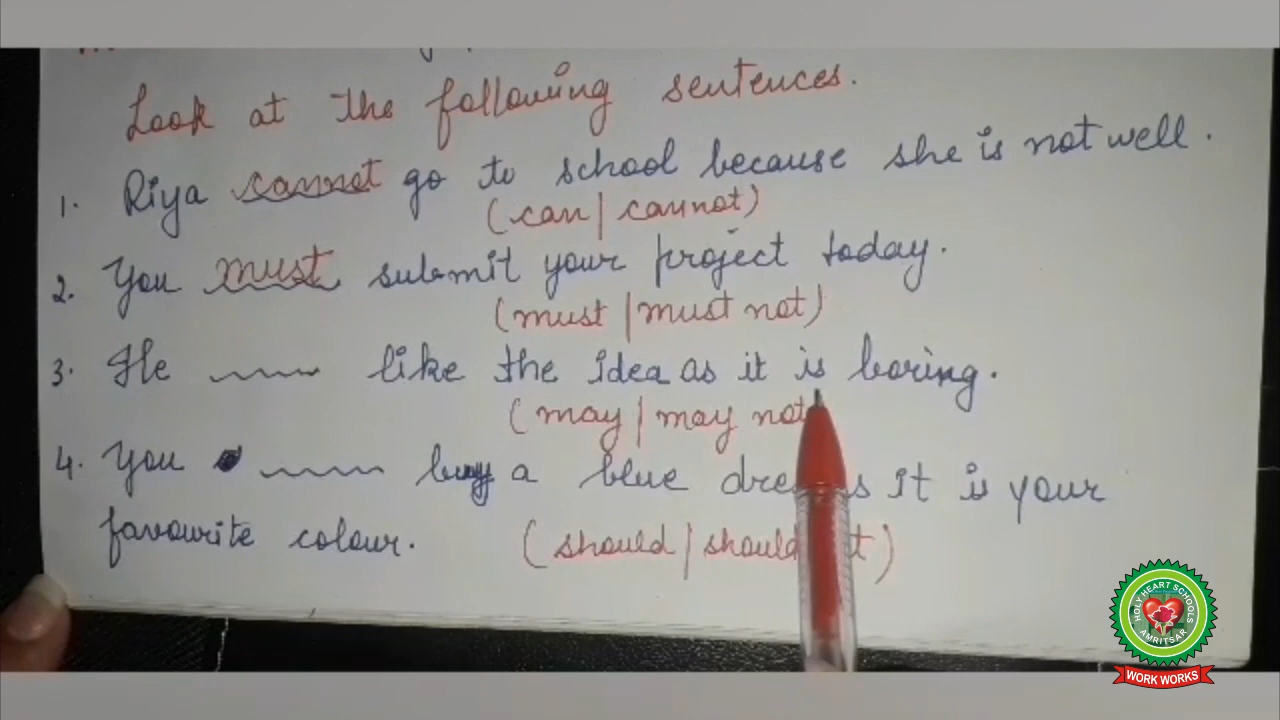 Look at the following sentences.
1. Riya cannot go to school because she is not well.
(can | cannot)
2. You must submit your project today.
(must | must not)
3. He like the idea as it is boring.
(may | may not
4. You buy a blue it is your
favourite colour. (should |
HOLY HEART SCHOOLS
AMRITSAR
WORK WORKS